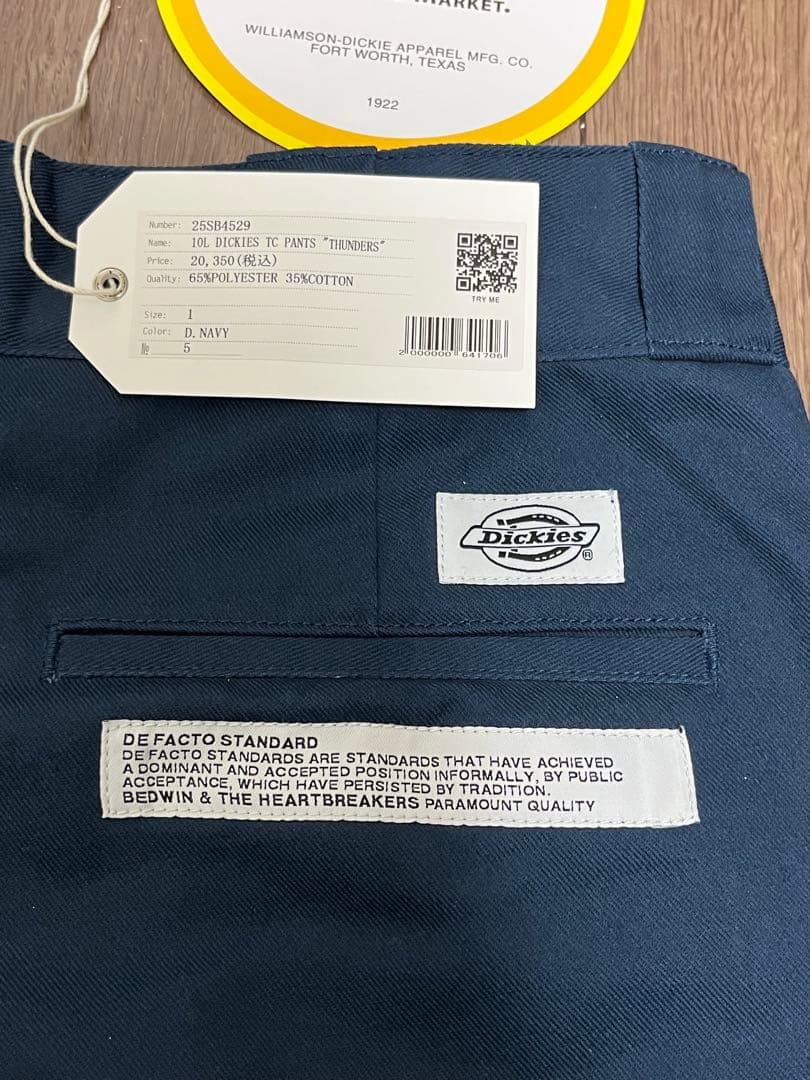 MARKET.
WILLIAMSON-DICKIE APPAREL MFG. CO.
FORT WORTH, TEXAS
1922
Number: 25SB4529
Name: 10L DICKIES TC PANTS "THUNDERS"
Price: 20,350(税込)
Quality: 65%POLYESTER 35%COTTON
Size: 1
Color: D.NAVY
№ 5
TRY ME
2 000000 641706
Dickies®
DE FACTO STANDARD
DE FACTO STANDARDS ARE STANDARDS THAT HAVE ACHIEVED
A DOMINANT AND ACCEPTED POSITION INFORMALLY, BY PUBLIC
ACCEPTANCE, WHICH HAVE PERSISTED BY TRADITION.
BEDWIN & THE HEARTBREAKERS PARAMOUNT QUALITY